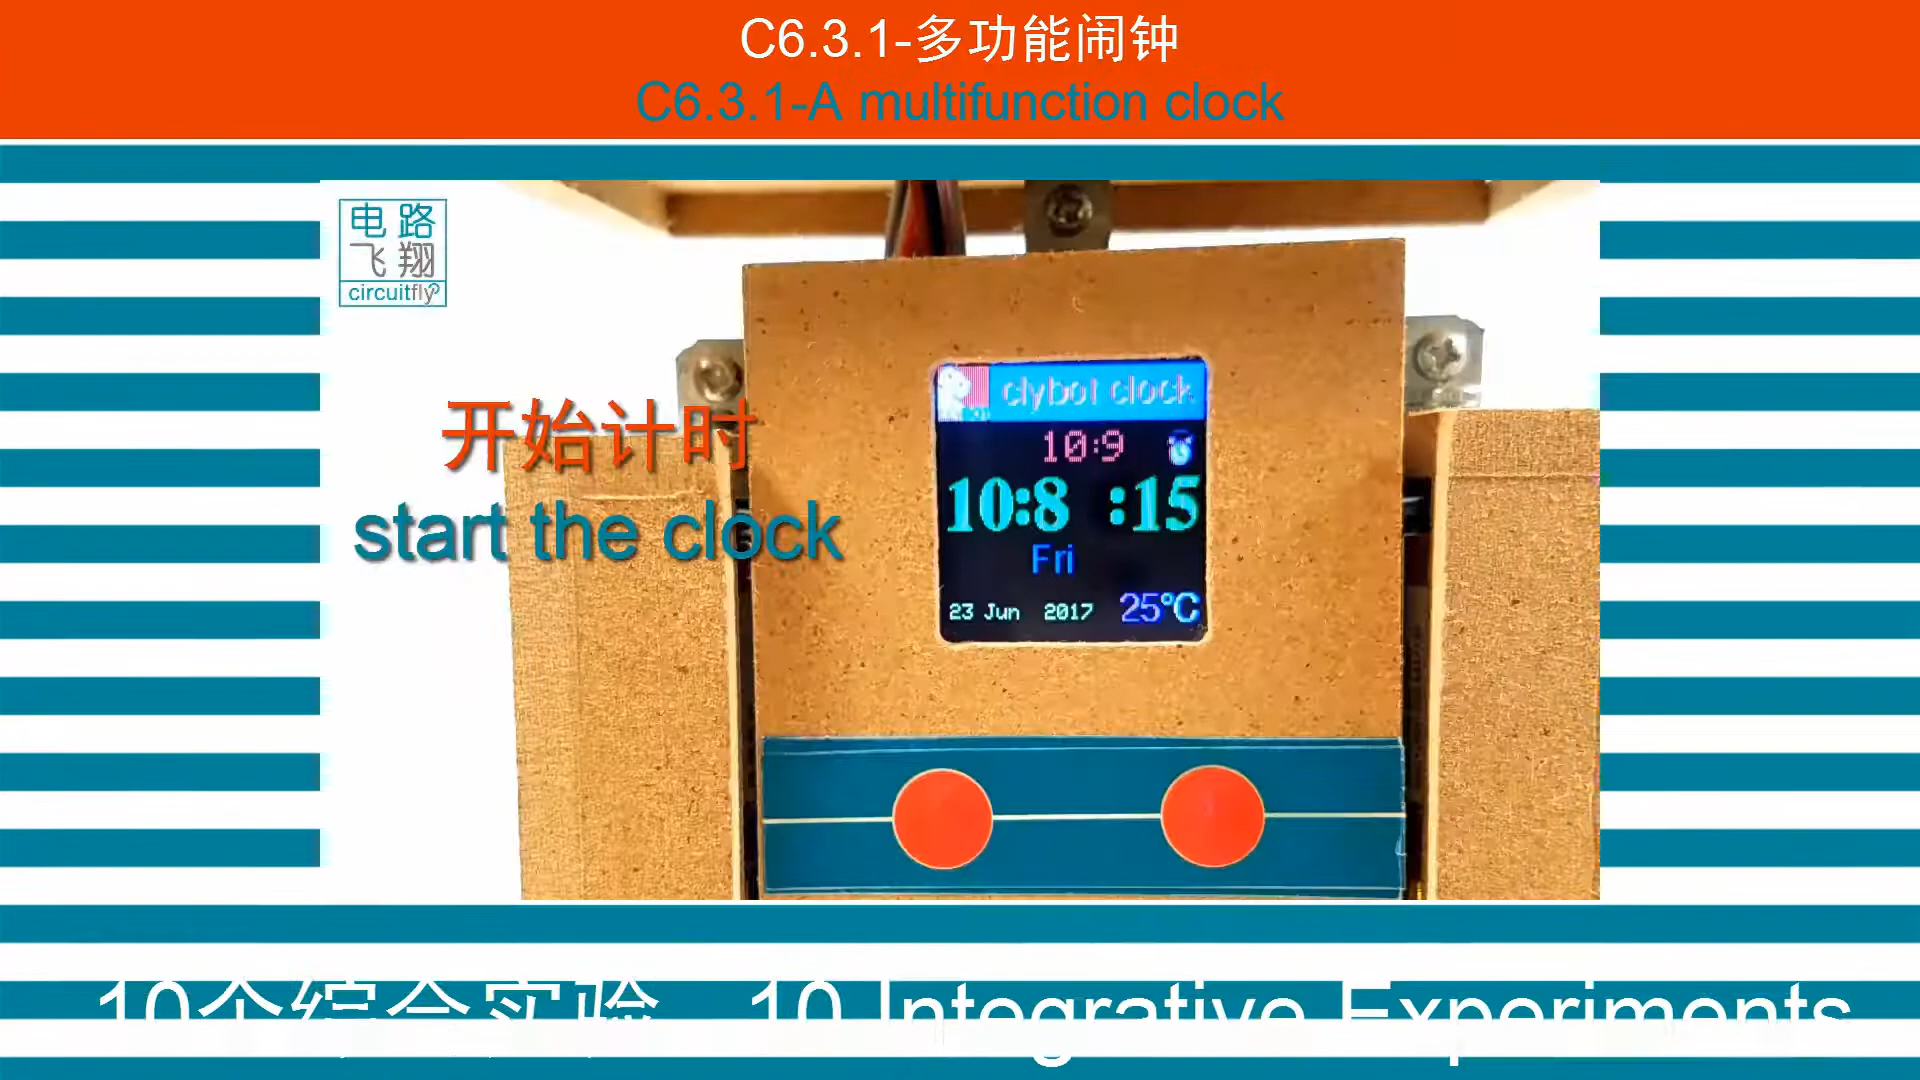 C6.3.1-多功能闹钟
C6.3.1-A multifunction clock
电路
飞翔
circuitfly
开始计时
start the clock
clybot clock
10:9
10:8 :15
Fri
23 Jun 2017 25℃
10个综合实验 10 Integrative Experiments